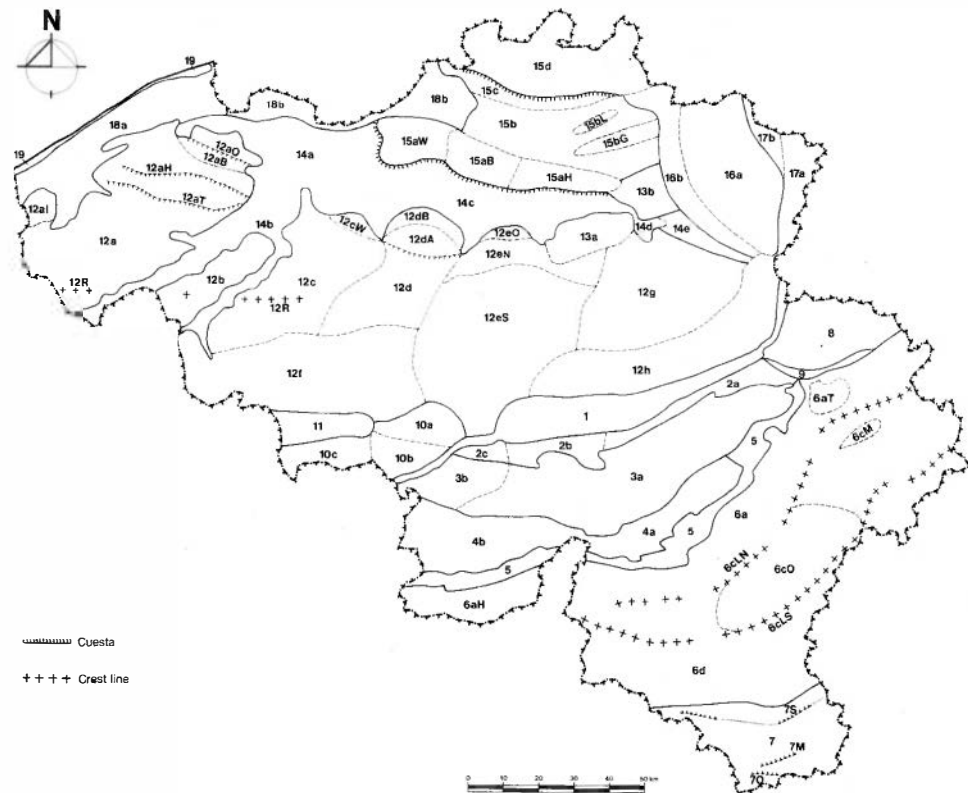 N
19
15d
18b
15c
18b
18a
15b
15bL
17b
12aO
15bG
12aB
14a
15aW
19
15aB
16b
16a
17a
12aH
15aH
13b
12aT
14c
12aI
12dB
12cW
14b
12eO
14d
14e
12a
12dA
13a
12eN
12R
12b
12c
12d
12g
12R
12eS
8
12f
12h
9
2a
6aT
1
11
10a
6cM
5
2b
10c
10b
2c
3b
3a
6a
4a
5
4b
6cLN
6cO
5
6aH
6cLS
Cuesta
6d
Crest line
7S
7
7M
7O
0 10 20 30 40 50 km